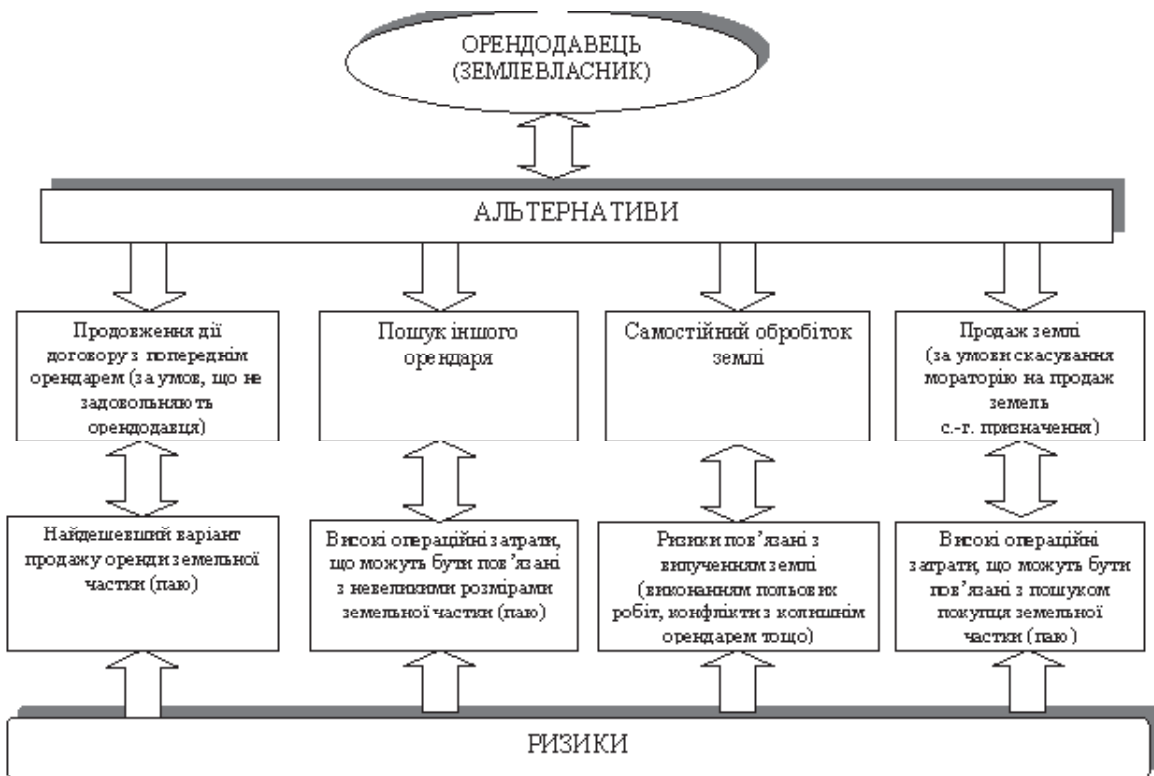 ОРЕНДОДАВЕЦЬ
(ЗЕМЛЕВЛАСНИК)
АЛЬТЕРНАТИВИ
Продовження дії
договору з попереднім
орендарем (за умов, що не
задовольняють
орендодавця)
Пошук іншого
орендаря
Самостійний обробіток
землі
Продаж землі
(за умови скасування
мораторію на продаж
земель
с.-г. призначення)
Найдешевший варіант
продажу оренди земельної
частки (паю)
Високі операційні затрати,
що можуть бути пов’язані
з невеликими розмірами
земельної частки (паю)
Ризики пов’язані з
вилученням землі
(виконанням польових
робіт, конфлікти з колишнім
орендарем тощо)
Високі операційні
затрати, що можуть бути
пов’язані з пошуком
покупця земельної
частки (паю)
РИЗИКИ